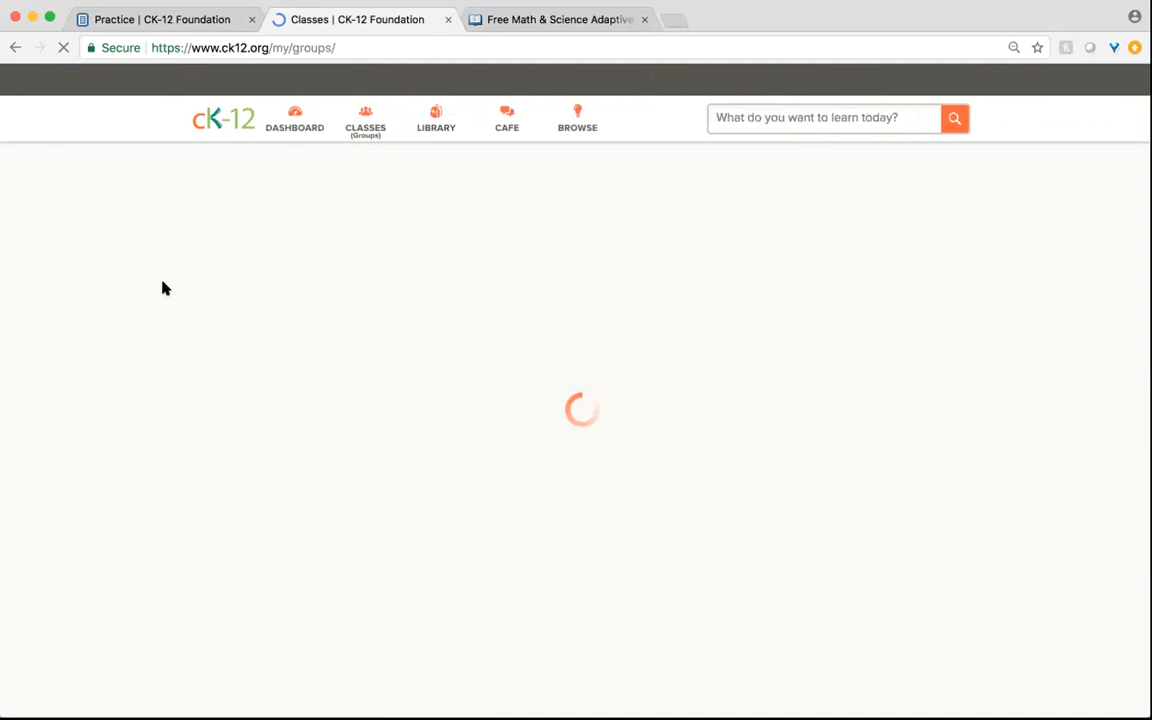 Practice | CK-12 Foundation
Classes | CK-12 Foundation
Free Math & Science Adaptive
Secure
https://www.ck12.org/my/groups/
cK-12
DASHBOARD
CLASSES
(Groups)
LIBRARY
CAFE
BROWSE
What do you want to learn today?